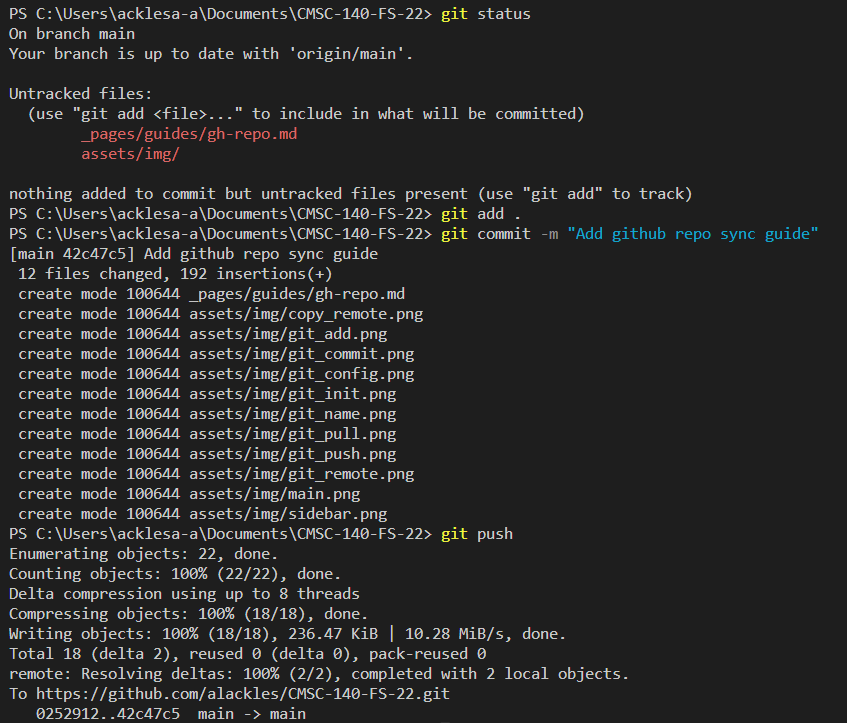 PS C:\Users\acklesa-a\Documents\CMSC-140-FS-22> git status
On branch main
Your branch is up to date with 'origin/main'.
Untracked files:
(use "git add <file>..." to include in what will be committed)
_pages/guides/gh-repo.md
assets/img/
nothing added to commit but untracked files present (use "git add" to track)
PS C:\Users\acklesa-a\Documents\CMSC-140-FS-22> git add .
PS C:\Users\acklesa-a\Documents\CMSC-140-FS-22> git commit -m "Add github repo sync guide"
[main 42c47c5] Add github repo sync guide
12 files changed, 192 insertions(+)
create mode 100644 _pages/guides/gh-repo.md
create mode 100644 assets/img/copy_remote.png
create mode 100644 assets/img/git_add.png
create mode 100644 assets/img/git_commit.png
create mode 100644 assets/img/git_config.png
create mode 100644 assets/img/git_init.png
create mode 100644 assets/img/git_name.png
create mode 100644 assets/img/git_pull.png
create mode 100644 assets/img/git_push.png
create mode 100644 assets/img/git_remote.png
create mode 100644 assets/img/main.png
create mode 100644 assets/img/sidebar.png
PS C:\Users\acklesa-a\Documents\CMSC-140-FS-22> git push
Enumerating objects: 22, done.
Counting objects: 100% (22/22), done.
Delta compression using up to 8 threads
Compressing objects: 100% (18/18), done.
Writing objects: 100% (18/18), 236.47 KiB | 10.28 MiB/s, done.
Total 18 (delta 2), reused 0 (delta 0), pack-reused 0
remote: Resolving deltas: 100% (2/2), completed with 2 local objects.
To https://github.com/alackles/CMSC-140-FS-22.git
0252912..42c47c5  main -> main